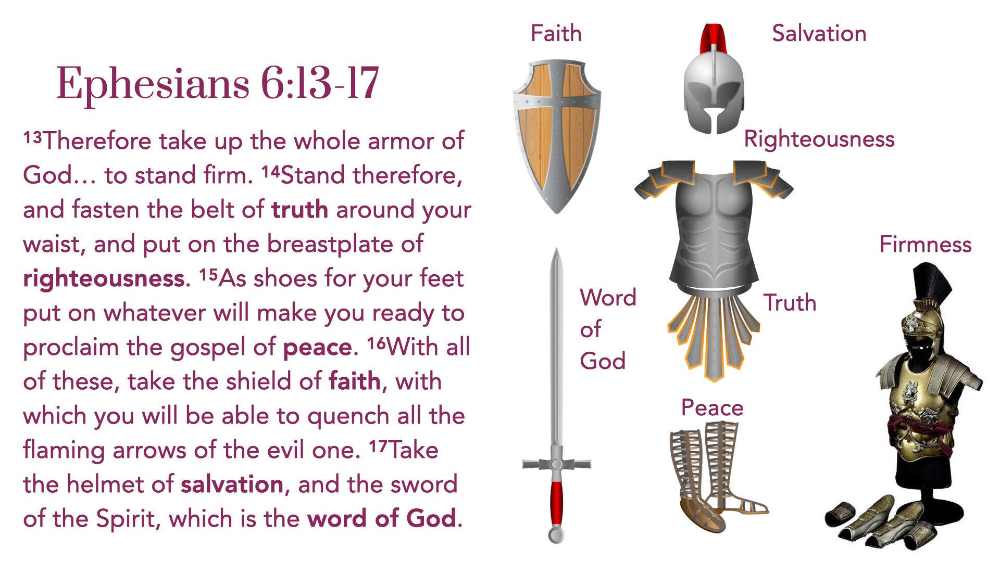 Ephesians 6:13-17
¹³Therefore take up the whole armor of
God… to stand firm. ¹⁴Stand therefore,
and fasten the belt of truth around your
waist, and put on the breastplate of
righteousness. ¹⁵As shoes for your feet
put on whatever will make you ready to
proclaim the gospel of peace. ¹⁶With all
of these, take the shield of faith, with
which you will be able to quench all the
flaming arrows of the evil one. ¹⁷Take
the helmet of salvation, and the sword
of the Spirit, which is the word of God.
Faith
Salvation
Righteousness
Firmness
Word
of
God
Truth
Peace